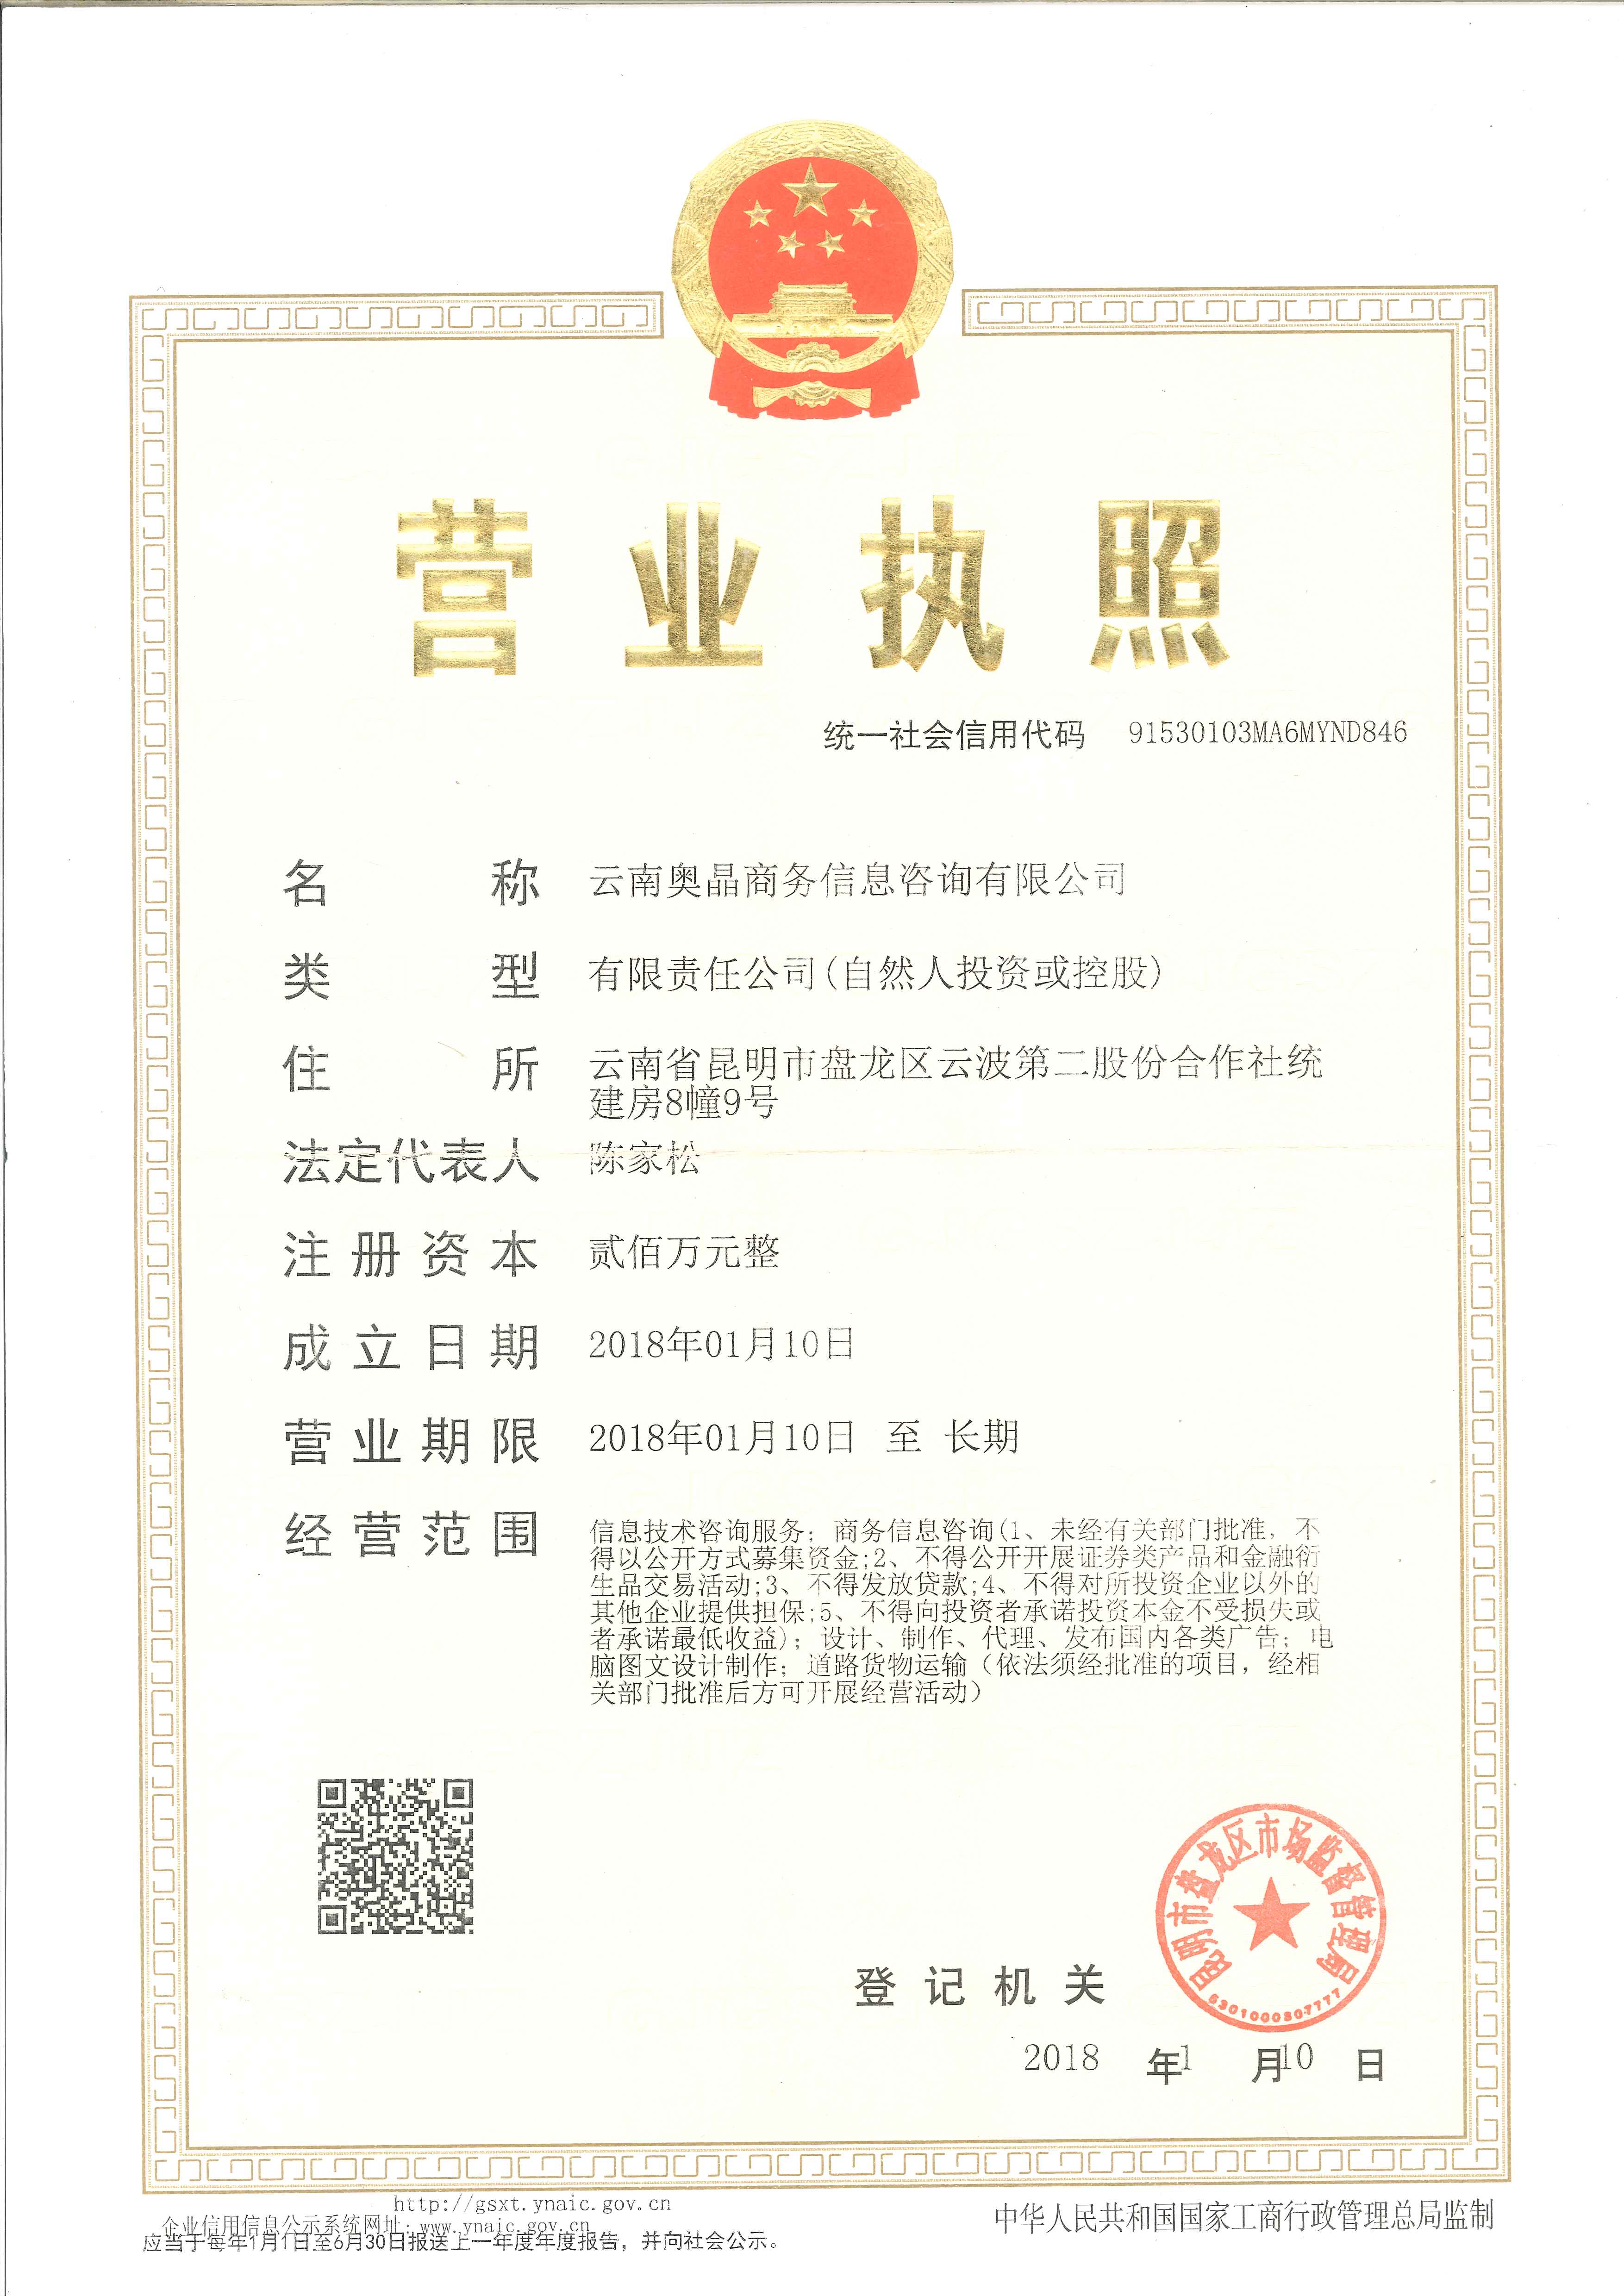 营业执照
统一社会信用代码 91530103MA6MYND846
名称 云南奥晶商务信息咨询有限公司
类型 有限责任公司(自然人投资或控股)
住所 云南省昆明市盘龙区云波第二股份合作社统
建房8幢9号
法定代表人 陈家松
注册资本 贰佰万元整
成立日期 2018年01月10日
营业期限 2018年01月10日 至 长期
经营范围 信息技术咨询服务；商务信息咨询(1、未经有关部门批准，不
得以公开方式募集资金;2、不得公开开展证券类产品和金融衍
生品交易活动;3、不得发放贷款;4、不得对所投资企业以外的
其他企业提供担保;5、不得向投资者承诺投资本金不受损失或
者承诺最低收益)；设计、制作、代理、发布国内各类广告；电
脑图文设计制作；道路货物运输（依法须经批准的项目，经相
关部门批准后方可开展经营活动）
昆明市盘龙区市场监督管理局
5301000307777
登记机关
2018 年1 月10 日
http://gsxt.ynaic.gov.cn
企业信用信息公示系统网址: www.ynaic.gov.cn
应当于每年1月1日至6月30日报送上一年度年度报告，并向社会公示。
中华人民共和国国家工商行政管理总局监制